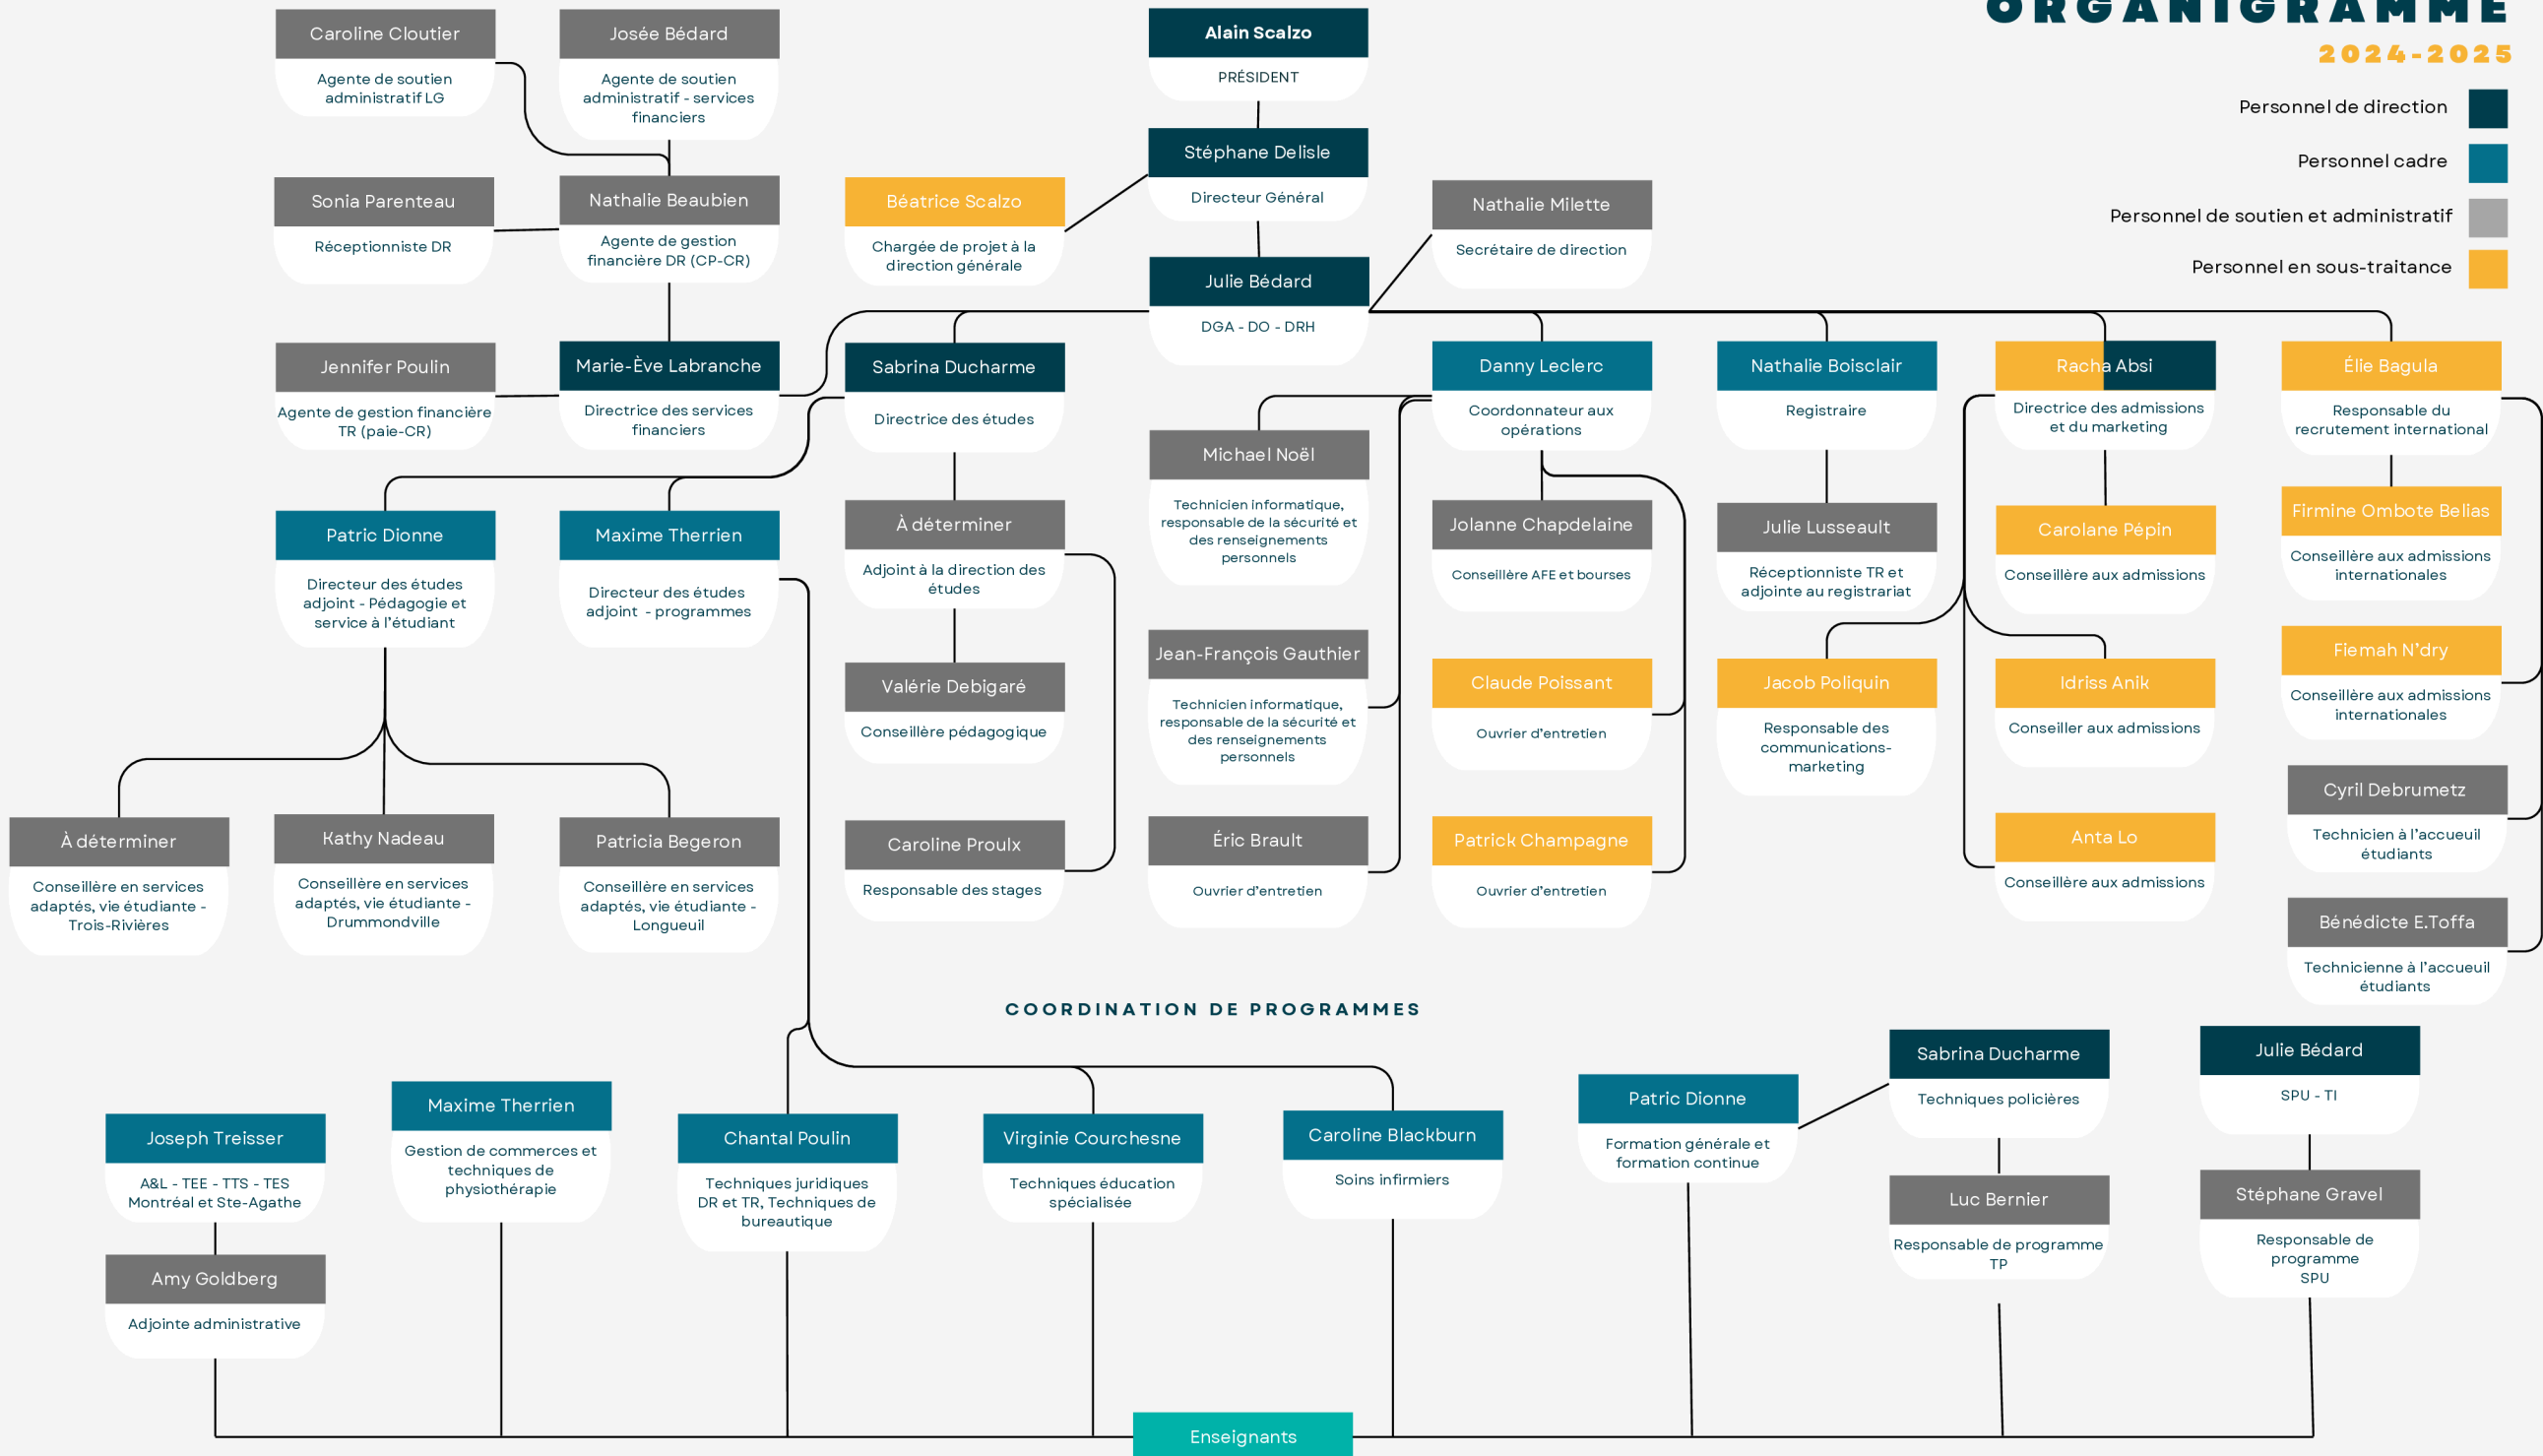 ORGANIGRAMME
2024-2025
Personnel de direction
Personnel cadre
Personnel de soutien et administratif
Personnel en sous-traitance
Caroline Cloutier
Agente de soutien
administratif LG
Josée Bédard
Agente de soutien
administratif - services
financiers
Alain Scalzo
PRÉSIDENT
Stéphane Delisle
Directeur Général
Sonia Parenteau
Réceptionniste DR
Nathalie Beaubien
Agente de gestion
financière DR (CP-CR)
Béatrice Scalzo
Chargée de projet à la
direction générale
Nathalie Milette
Secrétaire de direction
Julie Bédard
DGA - DO - DRH
Jennifer Poulin
Agente de gestion financière
TR (paie-CR)
Marie-Ève Labranche
Directrice des services
financiers
Sabrina Ducharme
Directrice des études
Danny Leclerc
Coordonnateur aux
opérations
Nathalie Boisclair
Registraire
Racha Absi
Directrice des admissions
et du marketing
Élie Bagula
Responsable du
recrutement international
Michael Noël
Technicien informatique,
responsable de la sécurité et
des renseignements
personnels
Patric Dionne
Directeur des études
adjoint - Pédagogie et
service à l’étudiant
Maxime Therrien
Directeur des études
adjoint - programmes
À déterminer
Adjoint à la direction des
études
Jolanne Chapdelaine
Conseillère AFE et bourses
Julie Lusseault
Réceptionniste TR et
adjointe au registrariat
Carolane Pépin
Conseillère aux admissions
Firmine Ombote Belias
Conseillère aux admissions
internationales
Valérie Debigaré
Conseillère pédagogique
Jean-François Gauthier
Technicien informatique,
responsable de la sécurité et
des renseignements
personnels
Claude Poissant
Ouvrier d’entretien
Jacob Poliquin
Responsable des
communications-
marketing
Idriss Anik
Conseiller aux admissions
Fiemah N’dry
Conseillère aux admissions
internationales
Cyril Debrumetz
Technicien à l’accueuil
étudiants
À déterminer
Conseillère en services
adaptés, vie étudiante -
Trois-Rivières
Kathy Nadeau
Conseillère en services
adaptés, vie étudiante -
Drummondville
Patricia Begeron
Conseillère en services
adaptés, vie étudiante -
Longueuil
Caroline Proulx
Responsable des stages
Éric Brault
Ouvrier d’entretien
Patrick Champagne
Ouvrier d’entretien
Anta Lo
Conseillère aux admissions
Bénédicte E.Toffa
Technicienne à l’accueuil
étudiants
COORDINATION DE PROGRAMMES
Joseph Treisser
A&L - TEE - TTS - TES
Montréal et Ste-Agathe
Maxime Therrien
Gestion de commerces et
techniques de
physiothérapie
Chantal Poulin
Techniques juridiques
DR et TR, Techniques de
bureautique
Virginie Courchesne
Techniques éducation
spécialisée
Caroline Blackburn
Soins infirmiers
Patric Dionne
Formation générale et
formation continue
Sabrina Ducharme
Techniques policières
Julie Bédard
SPU - TI
Amy Goldberg
Adjointe administrative
Luc Bernier
Responsable de programme
TP
Stéphane Gravel
Responsable de
programme
SPU
Enseignants